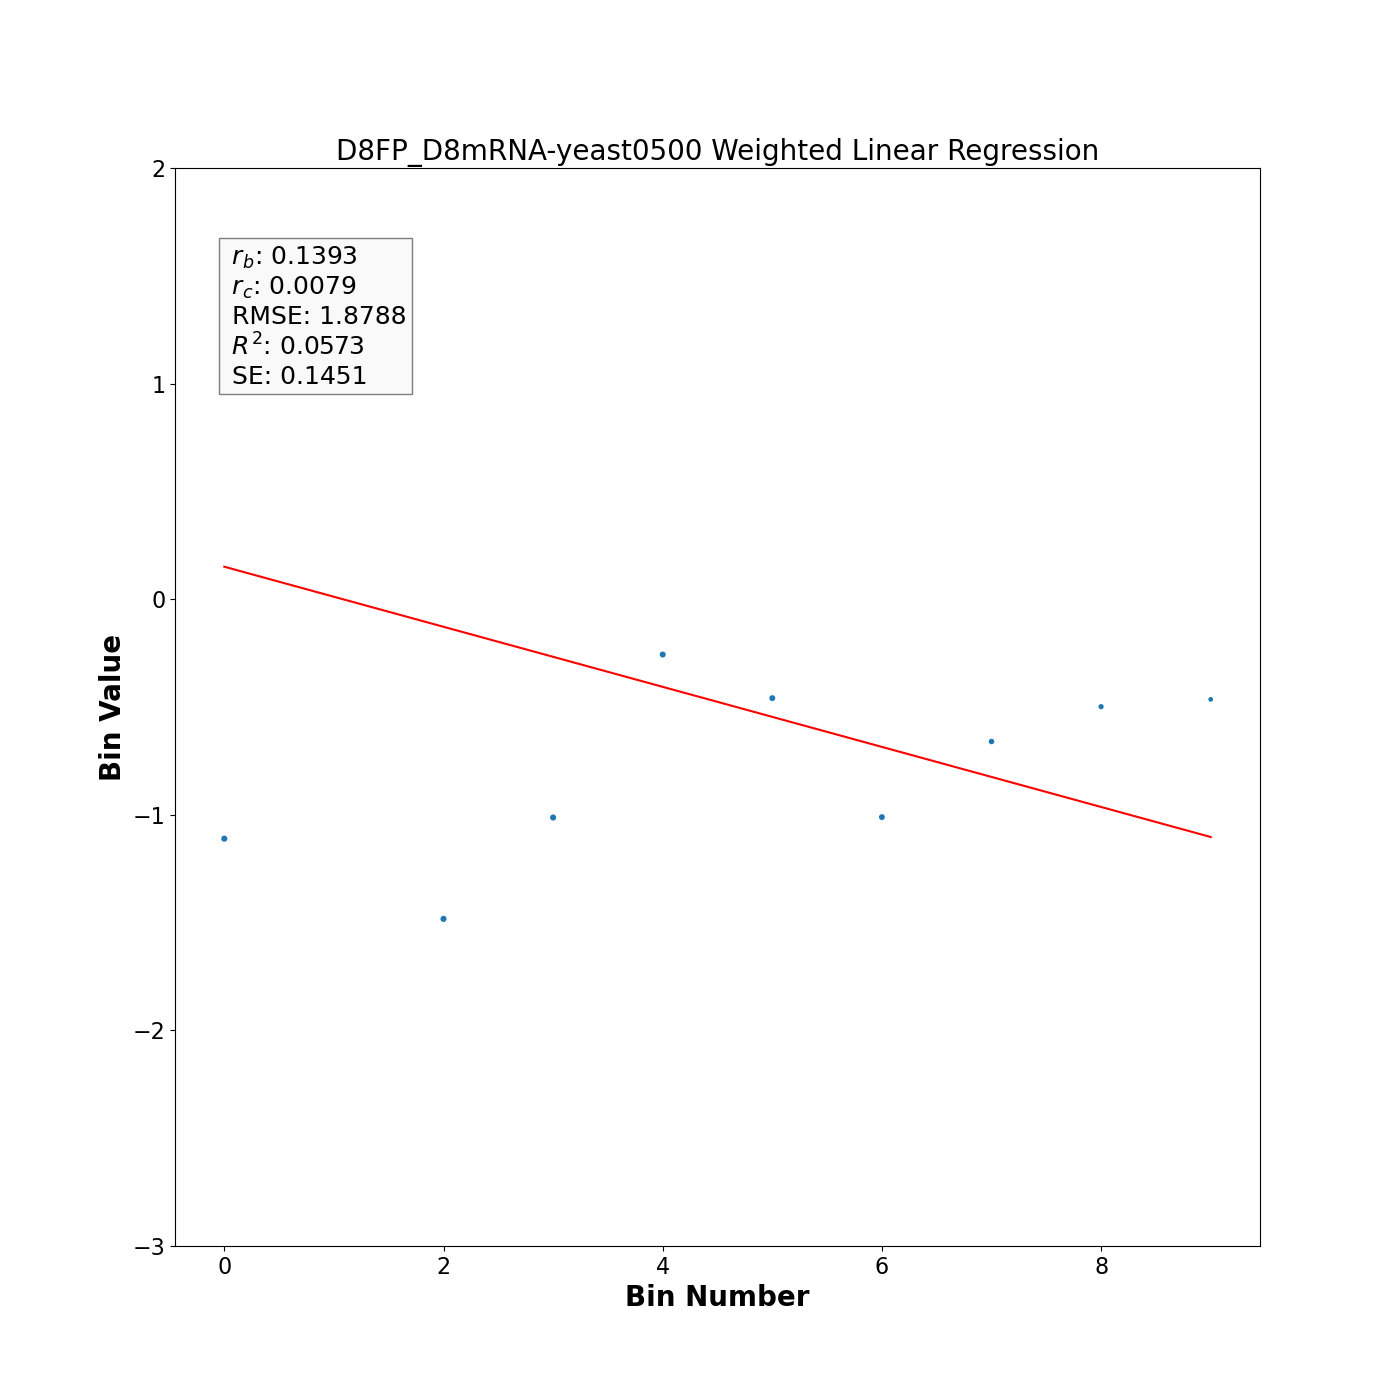 D8FP_D8mRNA-yeast0500 Weighted Linear Regression
2
r_b: 0.1393
r_c: 0.0079
RMSE: 1.8788
R²: 0.0573
SE: 0.1451
1
0
−1
−2
−3
Bin Value
0 2 4 6 8
Bin Number